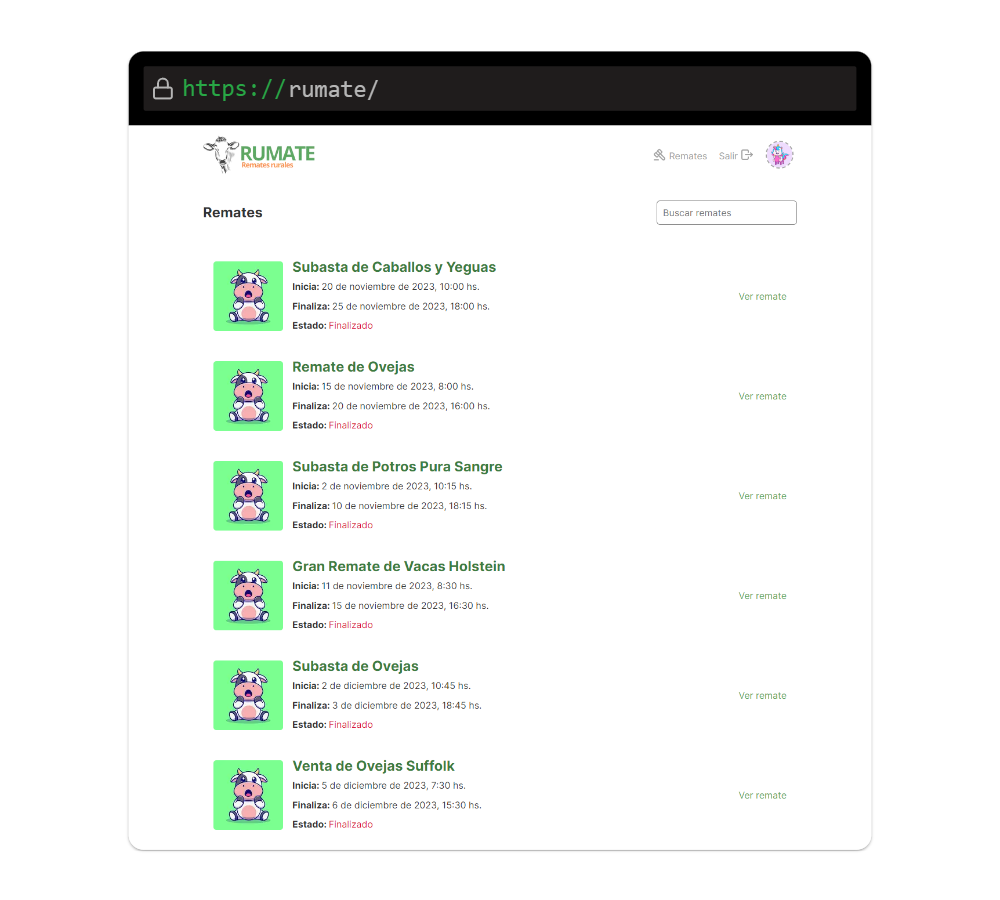 https://rumate/
RUMATE
Remates rurales
Remates
Salir
Remates
Buscar remates
Subasta de Caballos y Yeguas
Inicia: 20 de noviembre de 2023, 10:00 hs.
Finaliza: 25 de noviembre de 2023, 18:00 hs.
Estado: Finalizado
Ver remate
Remate de Ovejas
Inicia: 15 de noviembre de 2023, 8:00 hs.
Finaliza: 20 de noviembre de 2023, 16:00 hs.
Estado: Finalizado
Ver remate
Subasta de Potros Pura Sangre
Inicia: 2 de noviembre de 2023, 10:15 hs.
Finaliza: 10 de noviembre de 2023, 18:15 hs.
Estado: Finalizado
Ver remate
Gran Remate de Vacas Holstein
Inicia: 11 de noviembre de 2023, 8:30 hs.
Finaliza: 15 de noviembre de 2023, 16:30 hs.
Estado: Finalizado
Ver remate
Subasta de Ovejas
Inicia: 2 de diciembre de 2023, 10:45 hs.
Finaliza: 3 de diciembre de 2023, 18:45 hs.
Estado: Finalizado
Ver remate
Venta de Ovejas Suffolk
Inicia: 5 de diciembre de 2023, 7:30 hs.
Finaliza: 6 de diciembre de 2023, 15:30 hs.
Estado: Finalizado
Ver remate